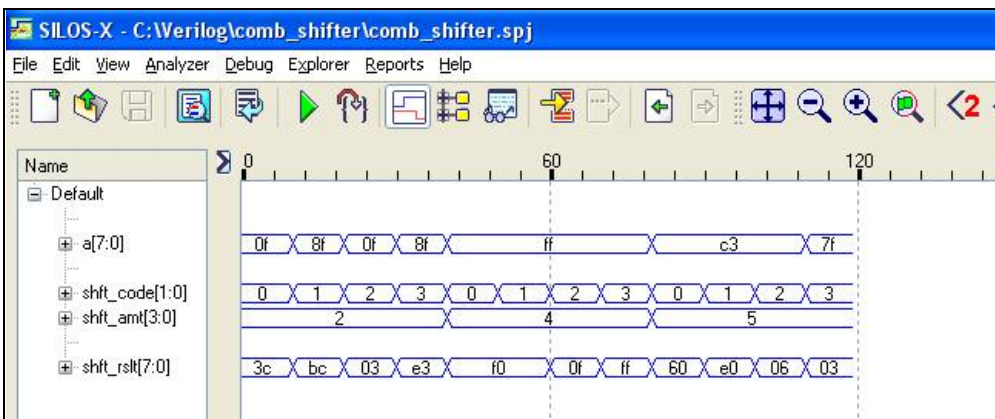 SILOS-X - C:\Verilog\comb_shifter\comb_shifter.spj
File Edit View Analyzer Debug Explorer Reports Help
2
Name 0 60 120
Default
a[7:0] 0f 8f 0f 8f ff c3 7f
shft_code[1:0] 0 1 2 3 0 1 2 3 0 1 2 3
shft_amt[3:0] 2 4 5
shft_rslt[7:0] 3c bc 03 e3 f0 0f ff 60 e0 06 03